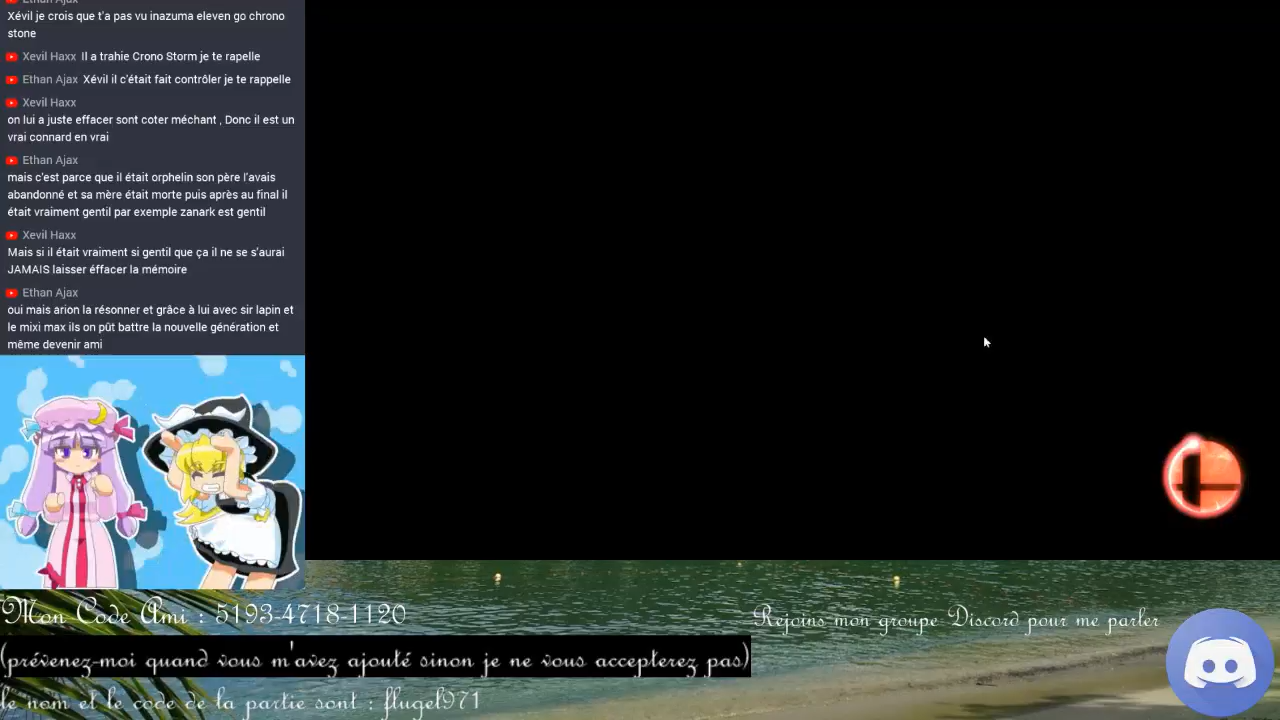 Ethan Ajax
Xévil je crois que t'a pas vu inazuma eleven go chrono
stone
Xevil Haxx Il a trahie Crono Storm je te rapelle
Ethan Ajax Xévil il c'était fait contrôler je te rappelle
Xevil Haxx
on lui a juste effacer sont coter méchant , Donc il est un
vrai connard en vrai
Ethan Ajax
mais c'est parce que il était orphelin son père l'avais
abandonné et sa mère était morte puis après au final il
était vraiment gentil par exemple zanark est gentil
Xevil Haxx
Mais si il était vraiment si gentil que ça il ne se s'aurai
JAMAIS laisser éffacer la mémoire
Ethan Ajax
oui mais arion la résonner et grâce à lui avec sir lapin et
le mixi max ils on pût battre la nouvelle génération et
même devenir ami
Mon Code Ami : 5193-4718-1120
Rejoins mon groupe Discord pour me parler
(prévenez-moi quand vous m'avez ajouté sinon je ne vous accepterez pas)
le nom et le code de la partie sont : flugel971